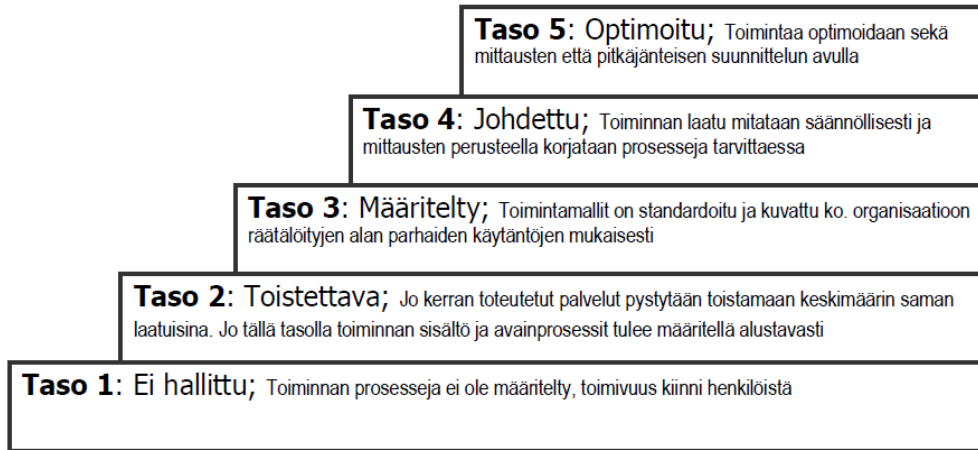 Taso 5: Optimoitu; Toimintaa optimoidaan sekä
mittausten että pitkäjänteisen suunnittelun avulla
Taso 4: Johdettu; Toiminnan laatu mitataan säännöllisesti ja
mittausten perusteella korjataan prosesseja tarvittaessa
Taso 3: Määritelty; Toimintamallit on standardoitu ja kuvattu ko. organisaatioon
räätälöityjen alan parhaiden käytäntöjen mukaisesti
Taso 2: Toistettava; Jo kerran toteutetut palvelut pystytään toistamaan keskimäärin saman
laatuisina. Jo tällä tasolla toiminnan sisältö ja avainprosessit tulee määritellä alustavasti
Taso 1: Ei hallittu; Toiminnan prosesseja ei ole määritelty, toimivuus kiinni henkilöistä